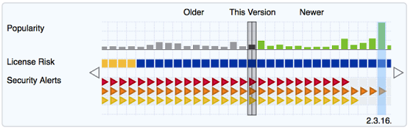 Older This Version Newer
Popularity
License Risk
Security Alerts
2.3.16.